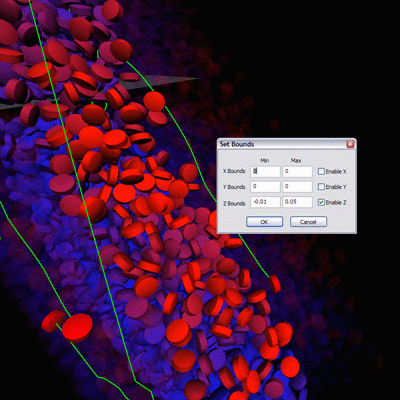 Set Bounds
Min Max
X Bounds 0 0 Enable X
Y Bounds 0 0 Enable Y
Z Bounds -0.01 0.05 Enable Z
OK Cancel